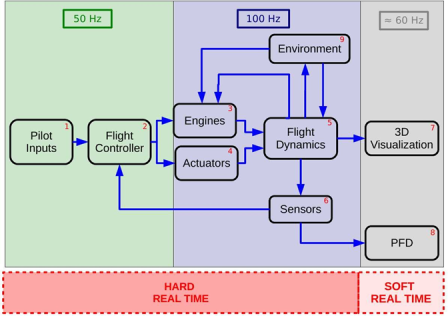 50 Hz
100 Hz
≈ 60 Hz
Environment 9
Engines 3
Pilot
Inputs 1
Flight
Controller 2
Actuators 4
Flight
Dynamics 5
3D
Visualization 7
Sensors 6
PFD 8
HARD
REAL TIME
SOFT
REAL TIME